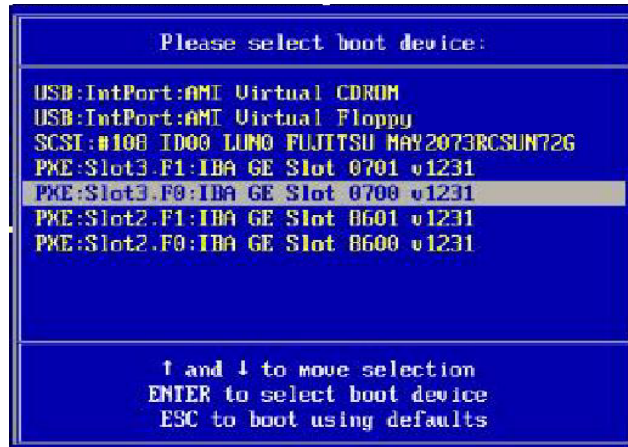 Please select boot device:
USB:IntPort:AMI Virtual CDROM
USB:IntPort:AMI Virtual Floppy
SCSI:#108 ID00 LUN0 FUJITSU MAY2073RCSUN72G
PXE:Slot3.F1:IBA GE Slot 0701 v1231
PXE:Slot3.F0:IBA GE Slot 0700 v1231
PXE:Slot2.F1:IBA GE Slot 8601 v1231
PXE:Slot2.F0:IBA GE Slot 8600 v1231
↑ and ↓ to move selection
ENTER to select boot device
ESC to boot using defaults